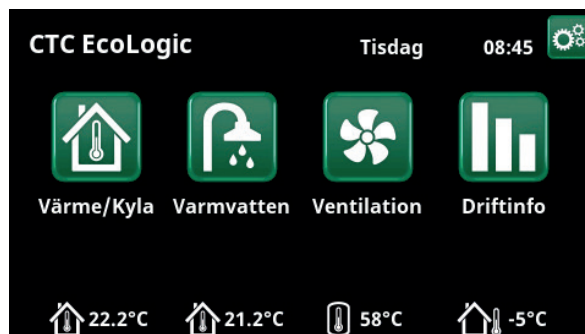 CTC EcoLogic Tisdag 08:45
Värme/Kyla Varmvatten Ventilation Driftinfo
22.2°C 21.2°C 58°C -5°C